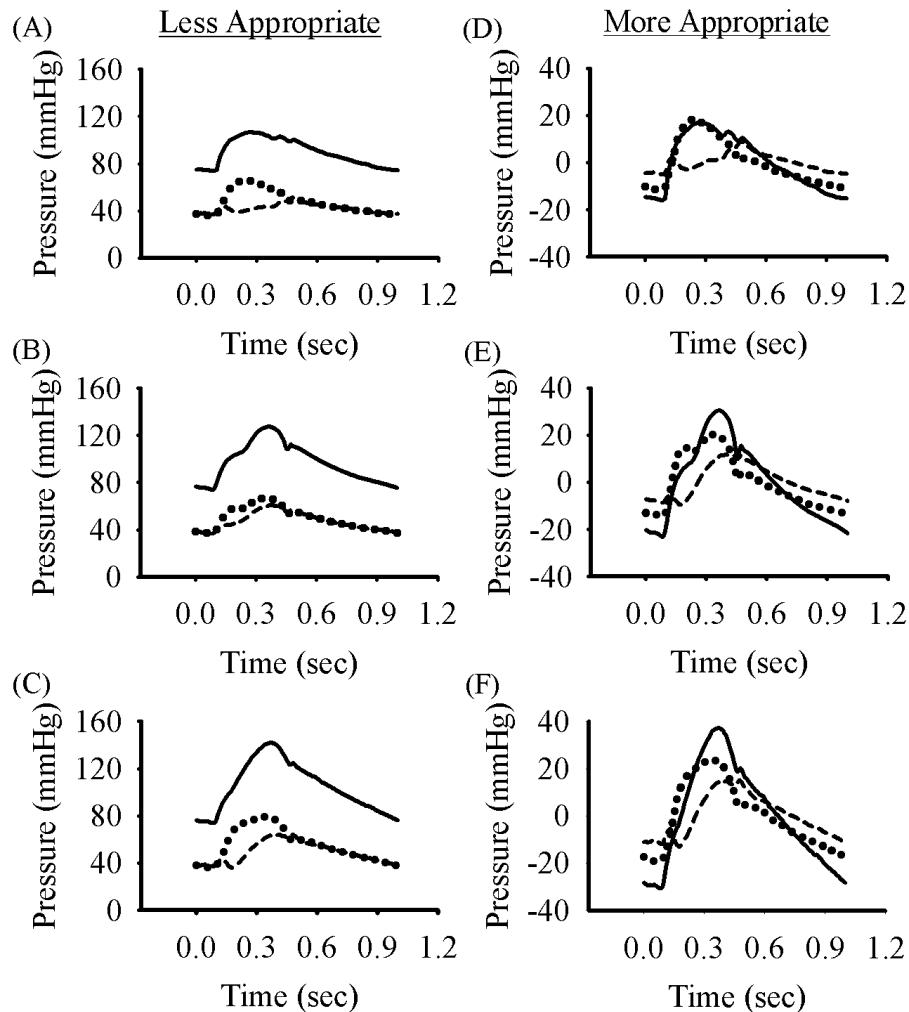 (A)
Less Appropriate
Pressure (mmHg)
160
120
80
40
0
0.0 0.3 0.6 0.9 1.2
Time (sec)
(D)
More Appropriate
Pressure (mmHg)
40
20
0
-20
-40
0.0 0.3 0.6 0.9 1.2
Time (sec)
(B)
Pressure (mmHg)
160
120
80
40
0
0.0 0.3 0.6 0.9 1.2
Time (sec)
(E)
Pressure (mmHg)
40
20
0
-20
-40
0.0 0.3 0.6 0.9 1.2
Time (sec)
(C)
Pressure (mmHg)
160
120
80
40
0
0.0 0.3 0.6 0.9 1.2
Time (sec)
(F)
Pressure (mmHg)
40
20
0
-20
-40
0.0 0.3 0.6 0.9 1.2
Time (sec)